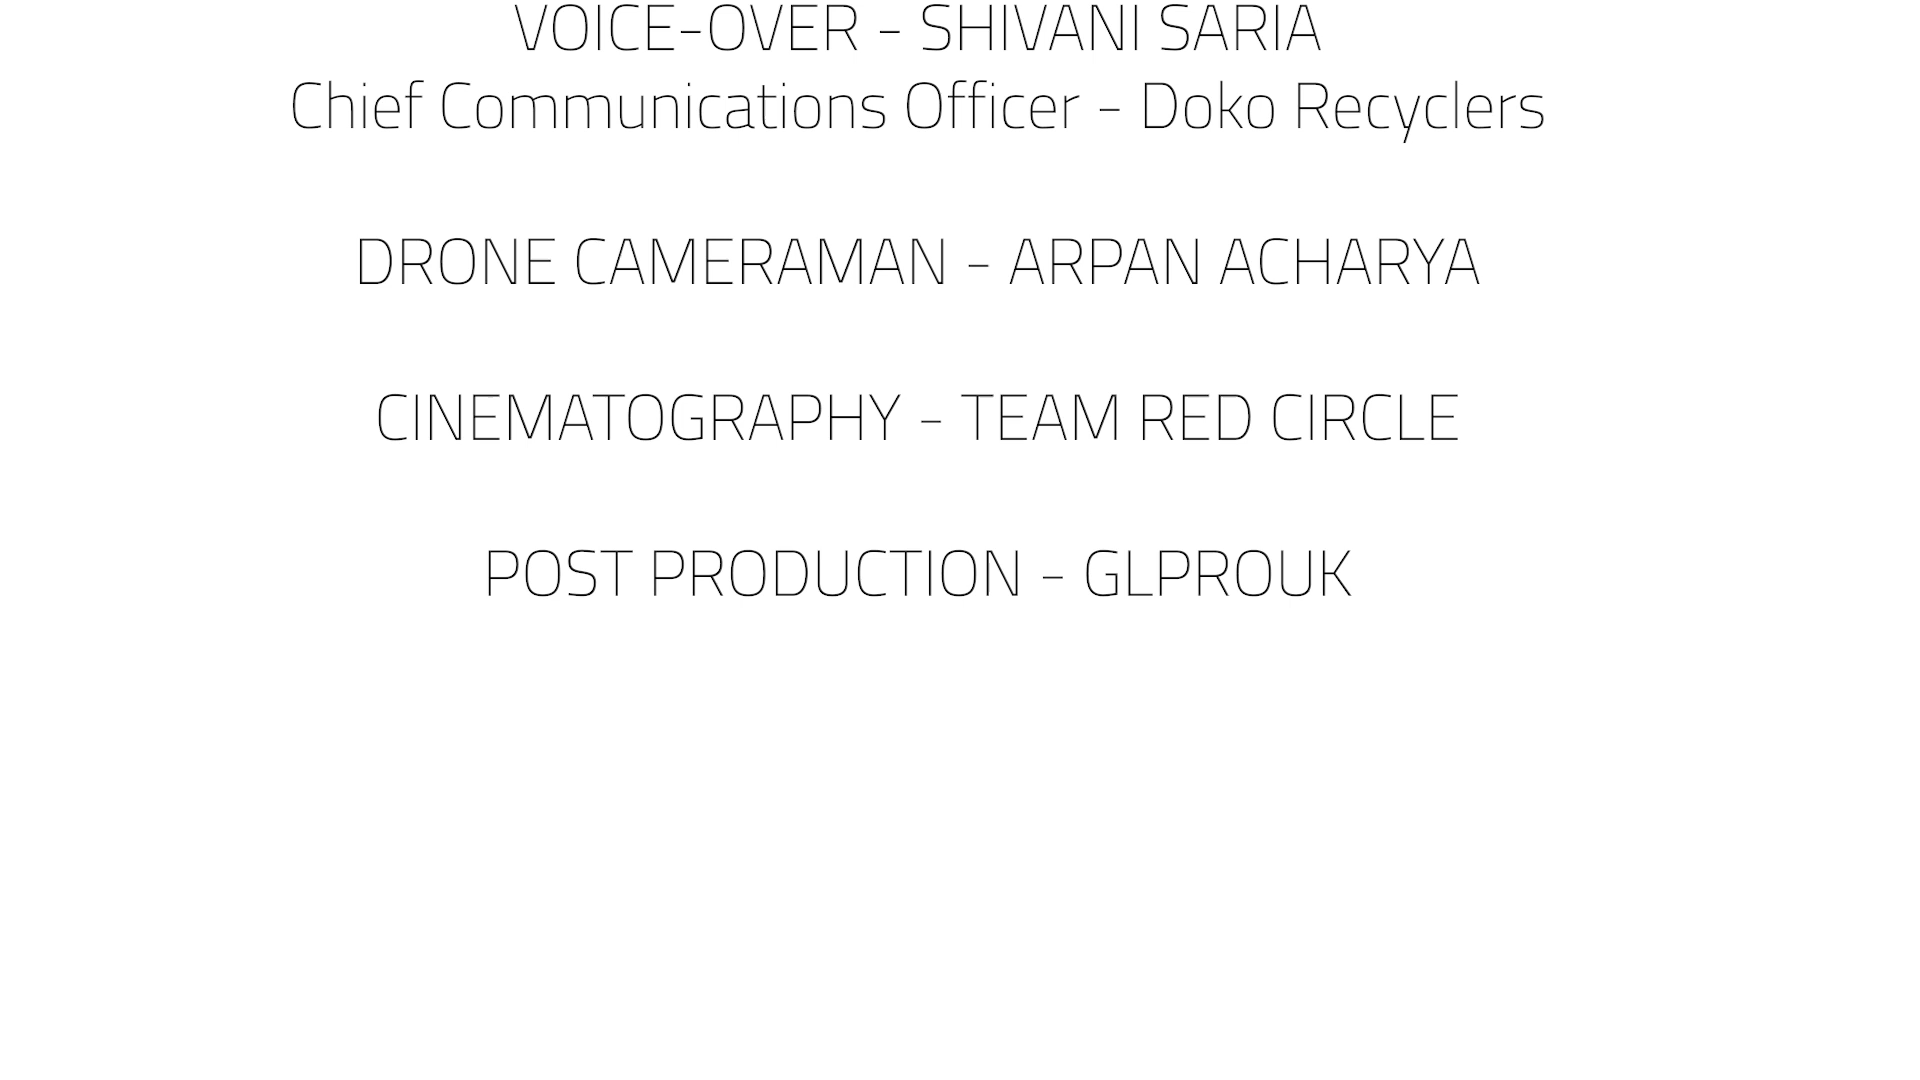 VOICE-OVER - SHIVANI SARIA
Chief Communications Officer - Doko Recyclers
DRONE CAMERAMAN - ARPAN ACHARYA
CINEMATOGRAPHY - TEAM RED CIRCLE
POST PRODUCTION - GLPROUK